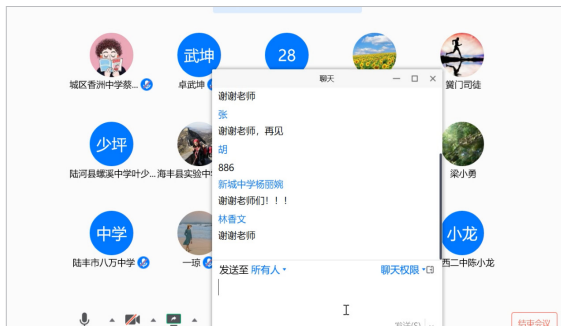 武坤
28
聊天
城区香洲中学蔡...
卓武坤
黉门司徒
谢谢老师
张
谢谢老师，再见
胡
886
新城中学杨丽婉
谢谢老师们！！！
林香文
谢谢老师
少坪
陆河县螺溪中学叶少...
海丰县实验中
梁小勇
中学
小龙
陆丰市八万中学
一琼
西二中陈小龙
发送至 所有人
聊天权限
发送(S)
结束会议